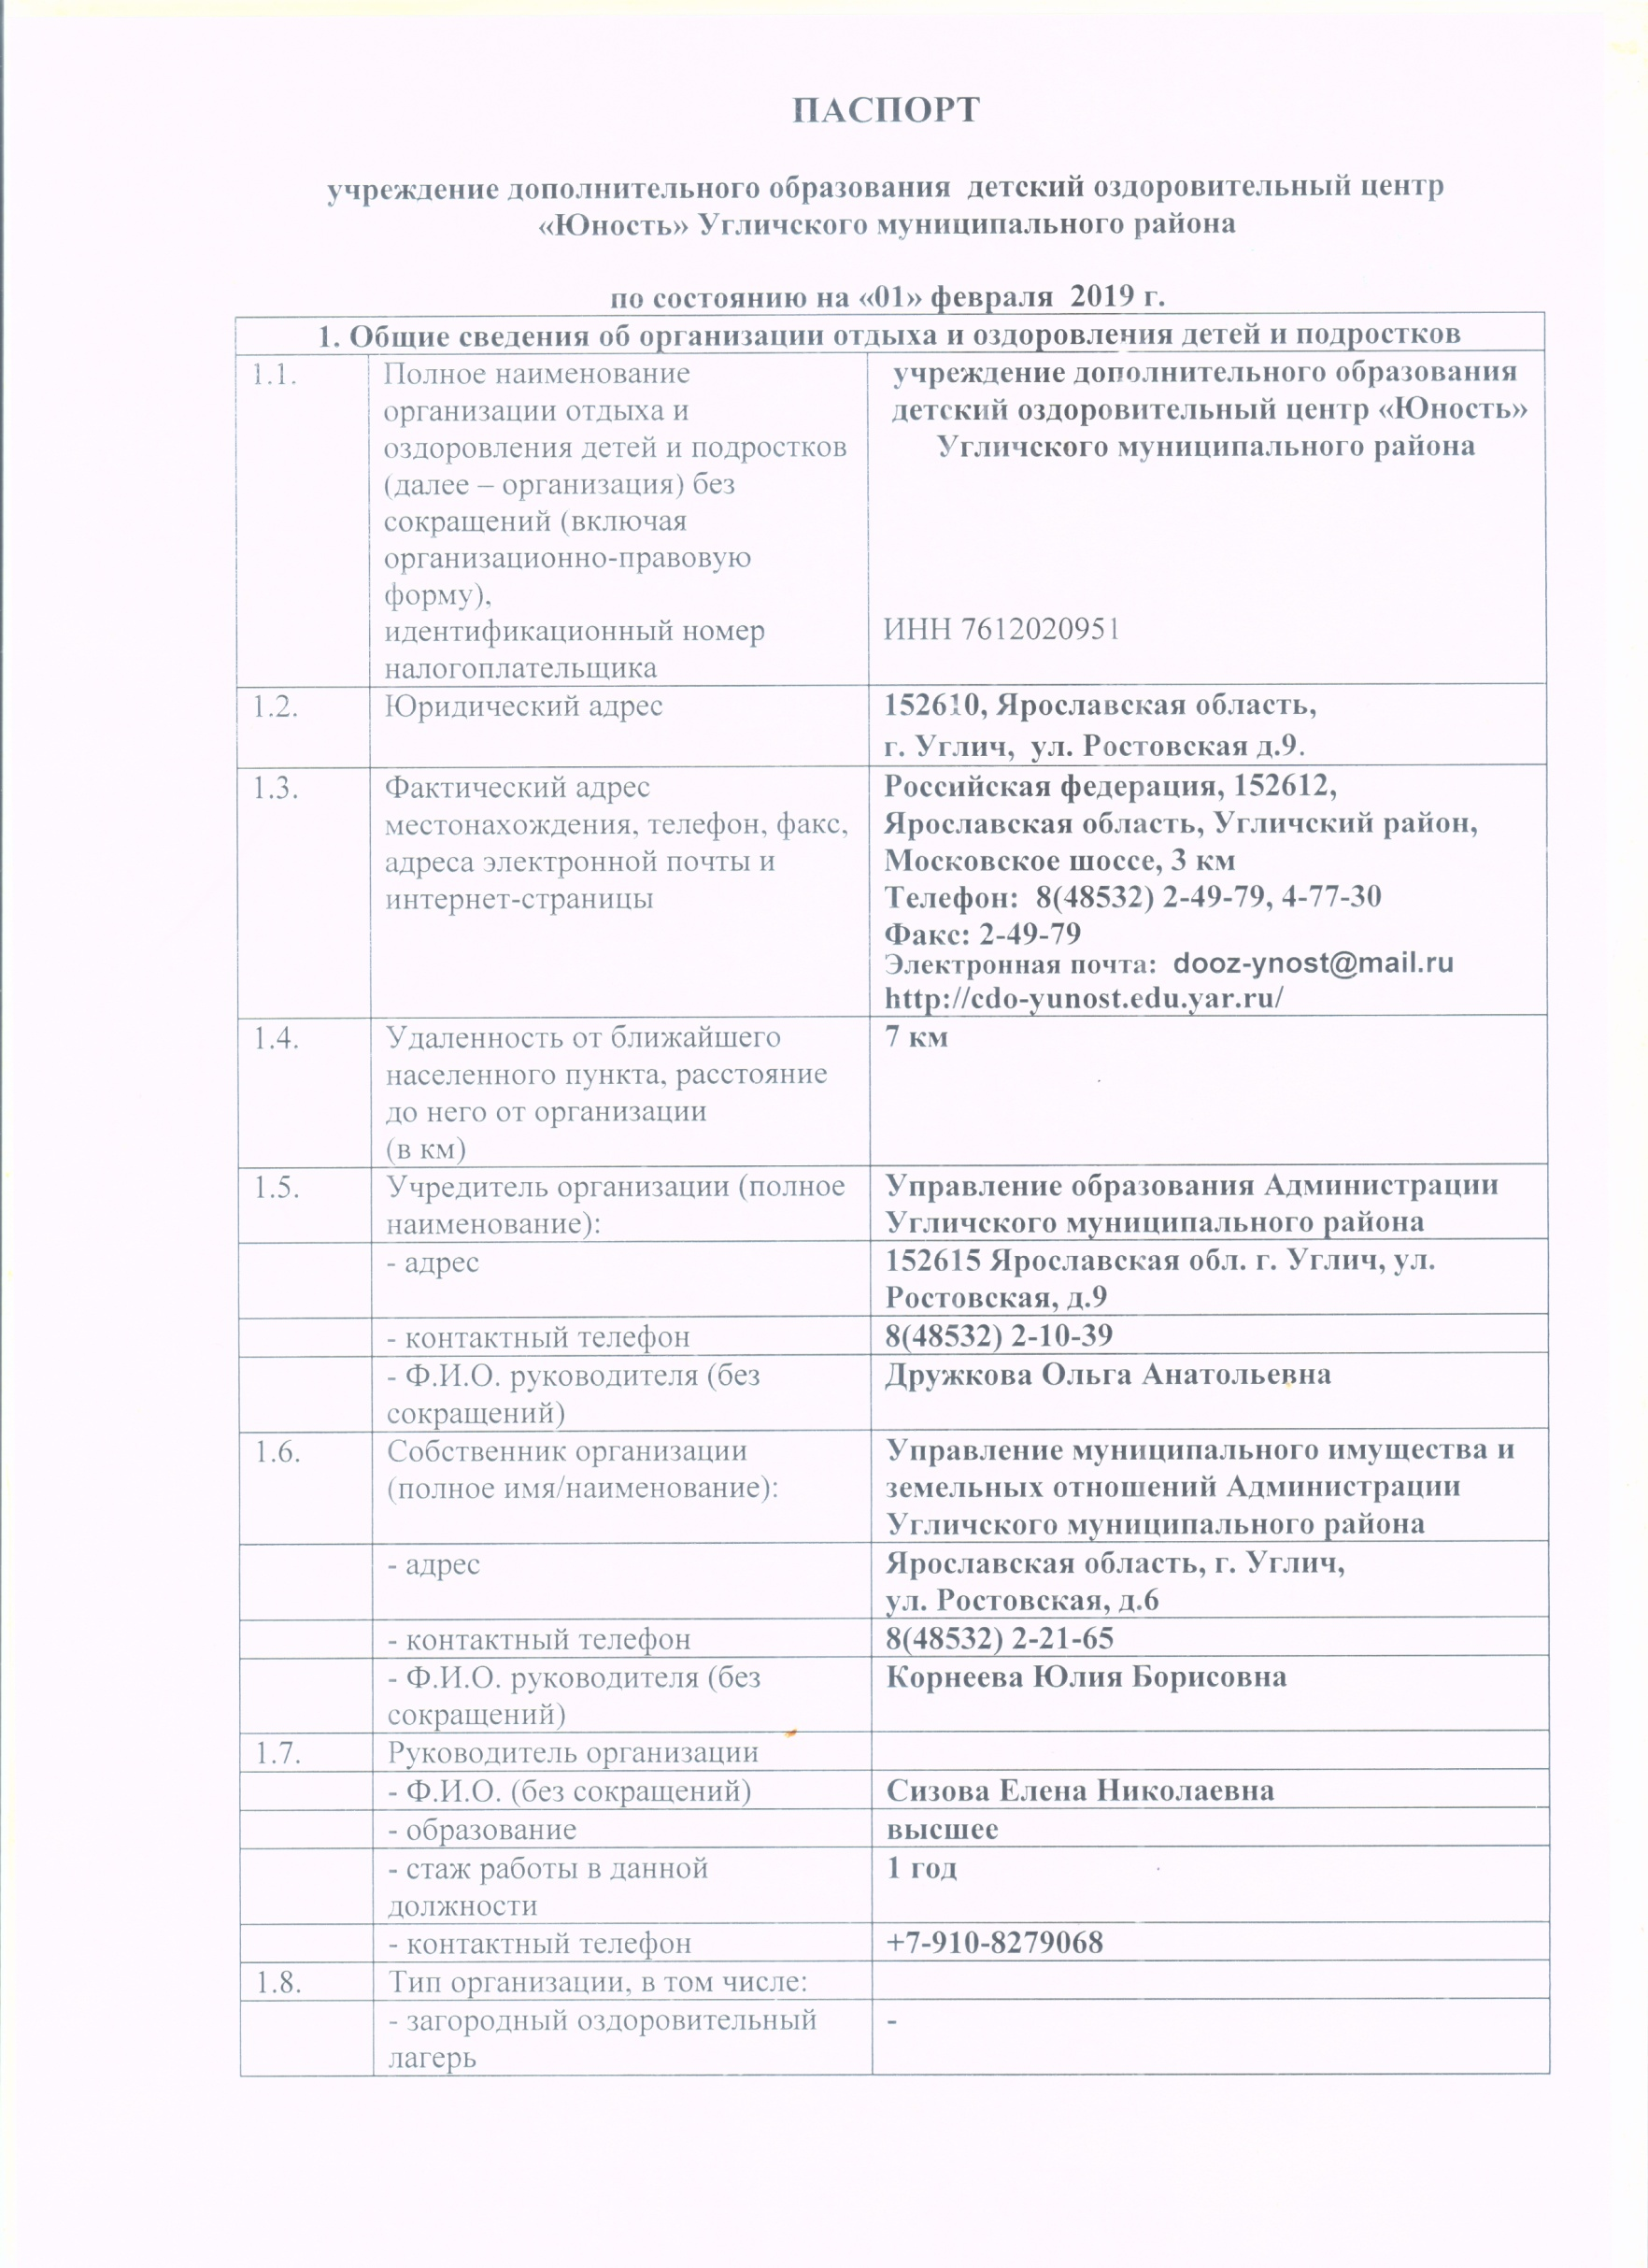 ПАСПОРТ
учреждение дополнительного образования детский оздоровительный центр
«Юность» Угличского муниципального района
по состоянию на «01» февраля 2019 г.
1. Общие сведения об организации отдыха и оздоровления детей и подростков
1.1.
Полное наименование
организации отдыха и
оздоровления детей и подростков
(далее – организация) без
сокращений (включая
организационно-правовую
форму),
идентификационный номер
налогоплательщика
учреждение дополнительного образования
детский оздоровительный центр «Юность»
Угличского муниципального района
ИНН 7612020951
1.2.
Юридический адрес
152610, Ярославская область,
г. Углич, ул. Ростовская д.9.
1.3.
Фактический адрес
местонахождения, телефон, факс,
адреса электронной почты и
интернет-страницы
Российская федерация, 152612,
Ярославская область, Угличский район,
Московское шоссе, 3 км
Телефон: 8(48532) 2-49-79, 4-77-30
Факс: 2-49-79
Электронная почта: dooz-ynost@mail.ru
http://cdo-yunost.edu.yar.ru/
1.4.
Удаленность от ближайшего
населенного пункта, расстояние
до него от организации
(в км)
7 км
1.5.
Учредитель организации (полное
наименование):
Управление образования Администрации
Угличского муниципального района
- адрес
152615 Ярославская обл. г. Углич, ул.
Ростовская, д.9
- контактный телефон
8(48532) 2-10-39
- Ф.И.О. руководителя (без
сокращений)
Дружкова Ольга Анатольевна
1.6.
Собственник организации
(полное имя/наименование):
Управление муниципального имущества и
земельных отношений Администрации
Угличского муниципального района
- адрес
Ярославская область, г. Углич,
ул. Ростовская, д.6
- контактный телефон
8(48532) 2-21-65
- Ф.И.О. руководителя (без
сокращений)
Корнеева Юлия Борисовна
1.7.
Руководитель организации
- Ф.И.О. (без сокращений)
Сизова Елена Николаевна
- образование
высшее
- стаж работы в данной
должности
1 год
- контактный телефон
+7-910-8279068
1.8.
Тип организации, в том числе:
- загородный оздоровительный
лагерь
-